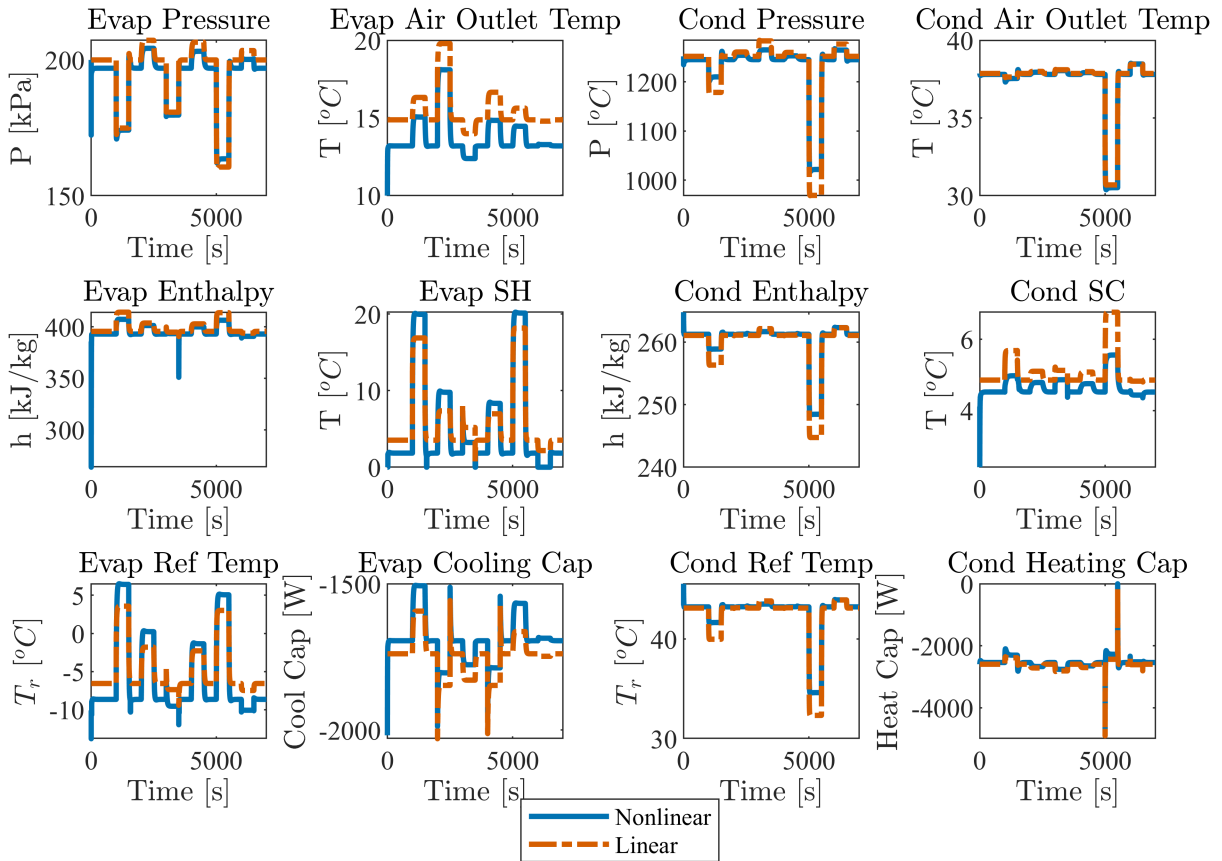 Evap Pressure
P [kPa]
200
150
0
5000
Time [s]
Evap Air Outlet Temp
T [°C]
20
15
10
0
5000
Time [s]
Cond Pressure
P [kPa]
1200
1100
1000
0
5000
Time [s]
Cond Air Outlet Temp
T [°C]
40
35
30
0
5000
Time [s]
Evap Enthalpy
h [kJ/kg]
400
350
300
0
5000
Time [s]
Evap SH
T [°C]
20
10
0
0
5000
Time [s]
Cond Enthalpy
h [kJ/kg]
260
250
240
0
5000
Time [s]
Cond SC
T [°C]
6
4
0
5000
Time [s]
Evap Ref Temp
T_r [°C]
5
0
-5
-10
0
5000
Time [s]
Evap Cooling Cap
Cool Cap [W]
-1500
-2000
0
5000
Time [s]
Cond Ref Temp
T_r [°C]
40
30
0
5000
Time [s]
Cond Heating Cap
Heat Cap [W]
0
-2000
-4000
0
5000
Time [s]
Nonlinear
Linear